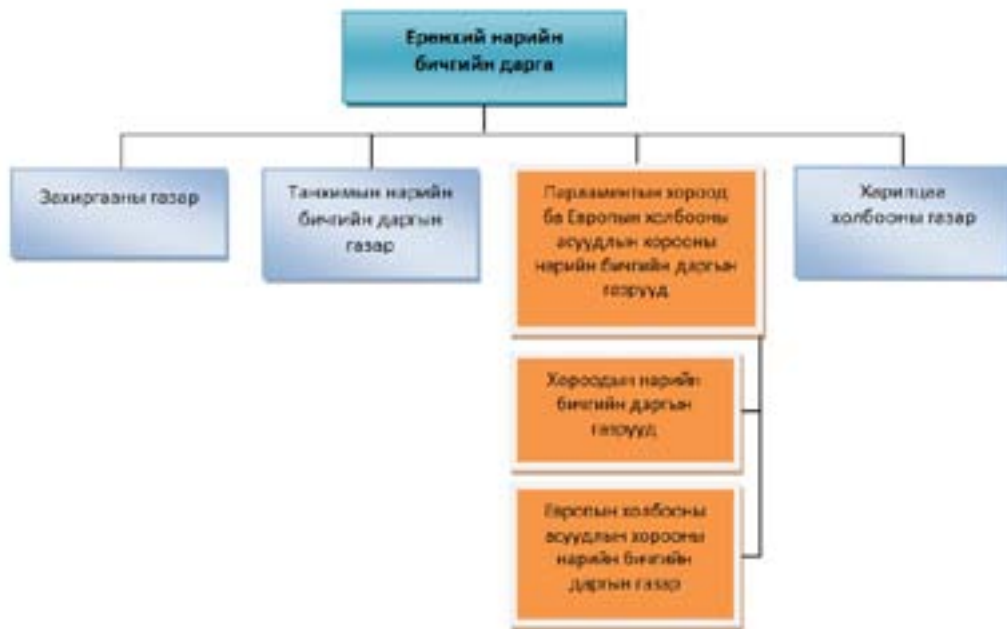 Ерөнхий нарийн
бичгийн дарга
Захиргааны газар
Танхимын нарийн
бичгийн даргын
газар
Парламентын хороод
ба Европын холбооны
асуудлын хорооны
нарийн бичгийн даргын
газрууд
Харилцаа
холбооны газар
Хороодын нарийн
бичгийн даргын
газрууд
Европын холбооны
асуудлын хорооны
нарийн бичгийн
даргын газар